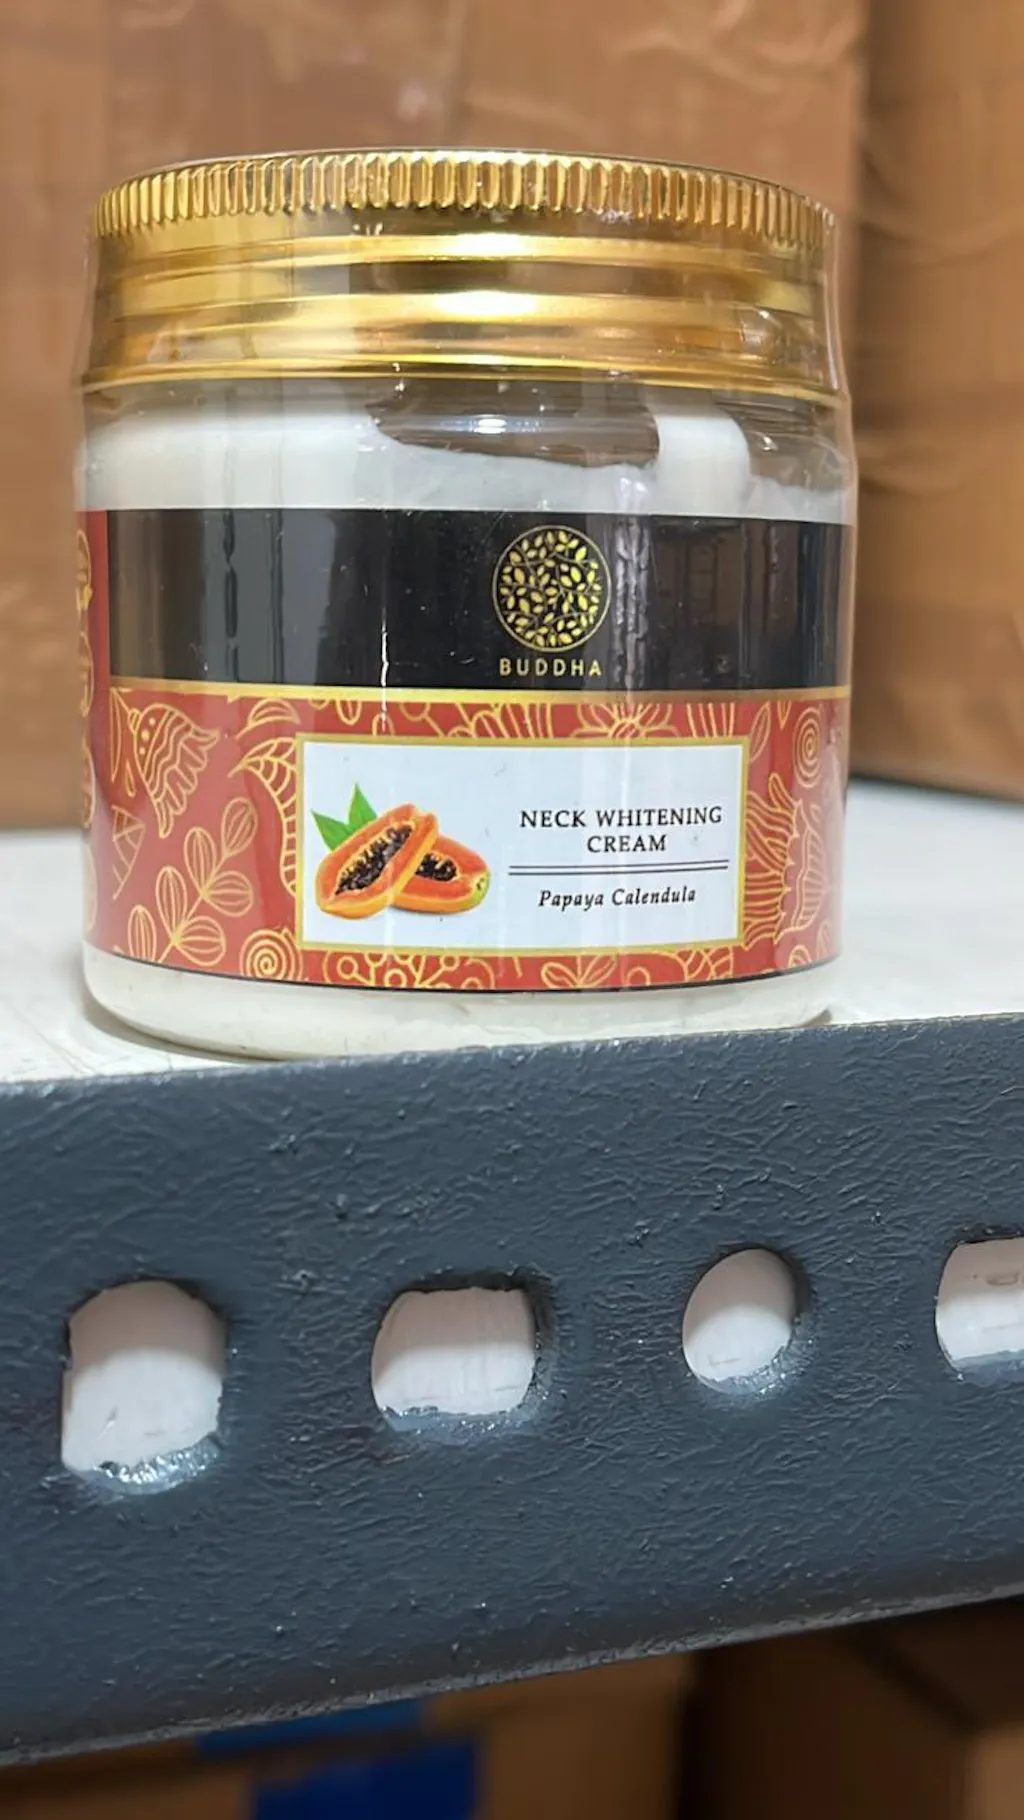 BUDDHA
NECK WHITENING
CREAM
Papaya Calendula